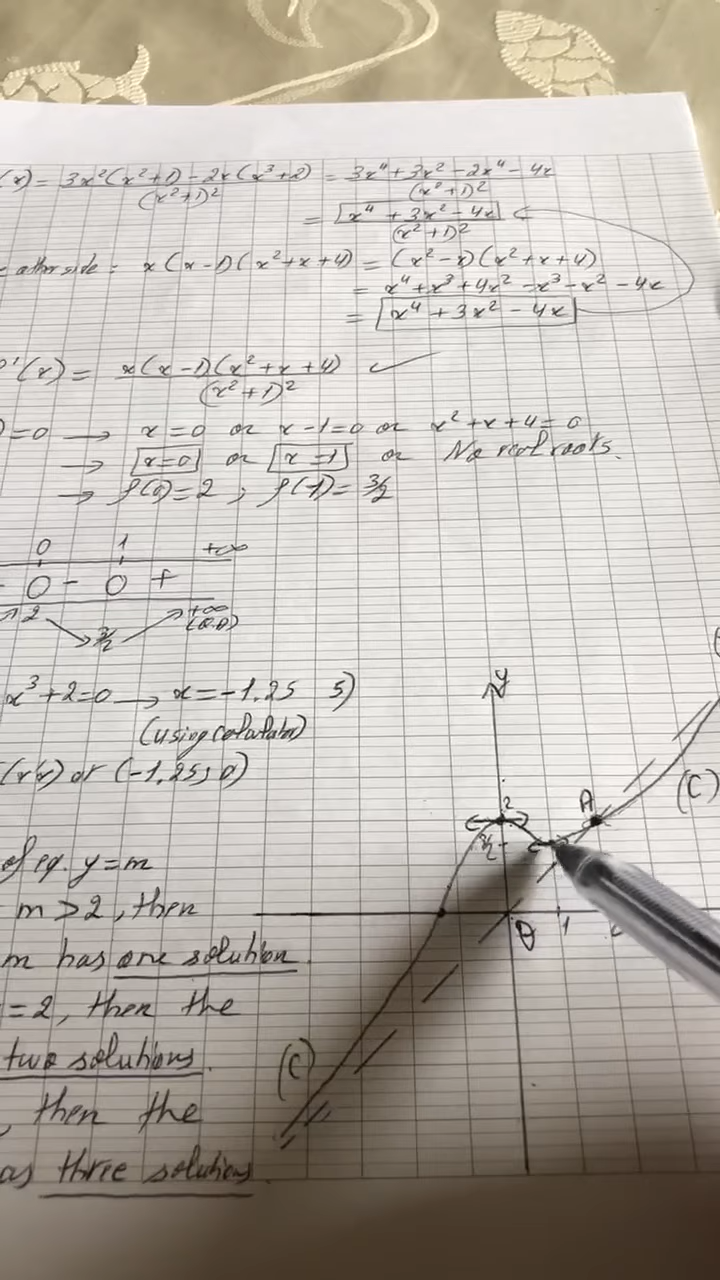 (x) = 3x²(x²+1) - 2x(x³+2) / (x²+1)² = 3x⁴+3x²-2x⁴-4x / (x²+1)²
= x⁴+3x²-4x / (x²+1)²
other side = x(x-1)(x²+x+4) = (x²-x)(x²+x+4)
= x⁴+x³+4x²-x³-x²-4x
= x⁴+3x²-4x
'(x) = x(x-1)(x²+x+4) / (x²+1)² ✓
)=0 → x=0 or x-1=0 or x²+x+4=0
→ x=0 or x=1 or No real roots.
→ f(0)=2 ; f(1)=3/2
0 1 +∞
0 - 0 +
2 3/2 +∞
x³+2=0 → x=-1.25 5)
(using
(x'x) at (-1.25; 0)
of eq. y=m
m>2, then
m has one solution.
=2, then the
two solutions.
, then the
as three solutions.
y
2
A
3/2
(C)
O 1
(C)